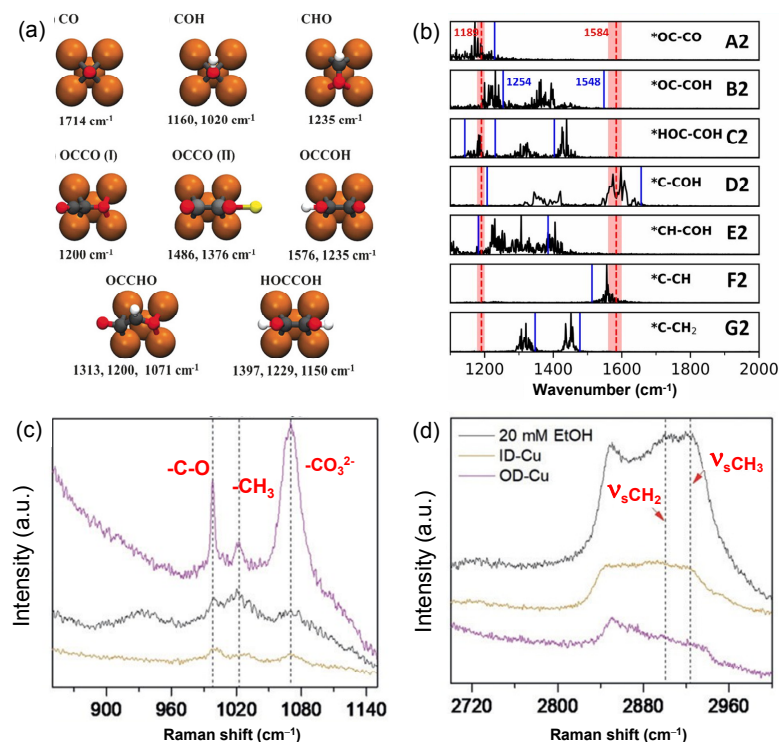 (a)
CO
COH
CHO
1714 cm⁻¹
1160, 1020 cm⁻¹
1235 cm⁻¹
OCCO (I)
OCCO (II)
OCCOH
1200 cm⁻¹
1486, 1376 cm⁻¹
1576, 1235 cm⁻¹
OCCHO
HOCCOH
1313, 1200, 1071 cm⁻¹
1397, 1229, 1150 cm⁻¹
(b)
1189
1584
*OC-CO
A2
1254
1548
*OC-COH
B2
*HOC-COH
C2
*C-COH
D2
*CH-COH
E2
*C-CH
F2
*C-CH₂
G2
1200
1400
1600
1800
2000
Wavenumber (cm⁻¹)
(c)
-C-O
-CH₃
-CO₃²⁻
Intensity (a.u.)
900
960
1020
1080
1140
Raman shift (cm⁻¹)
(d)
20 mM EtOH
ID-Cu
OD-Cu
νₛCH₂
νₛCH₃
Intensity (a.u.)
2720
2800
2880
2960
Raman shift (cm⁻¹)